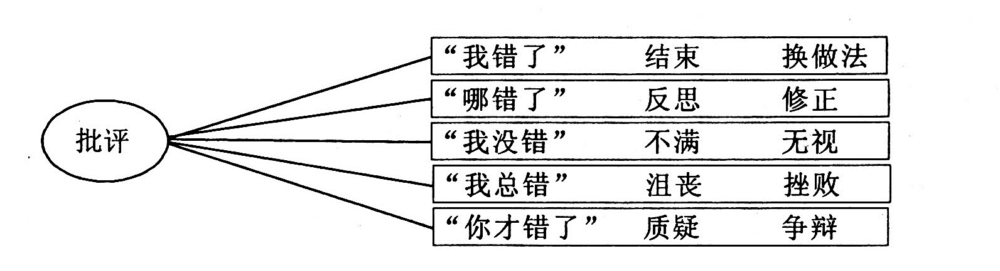 批评
“我错了” 结束 换做法
“哪错了” 反思 修正
“我没错” 不满 无视
“我总错” 沮丧 挫败
“你才错了” 质疑 争辩